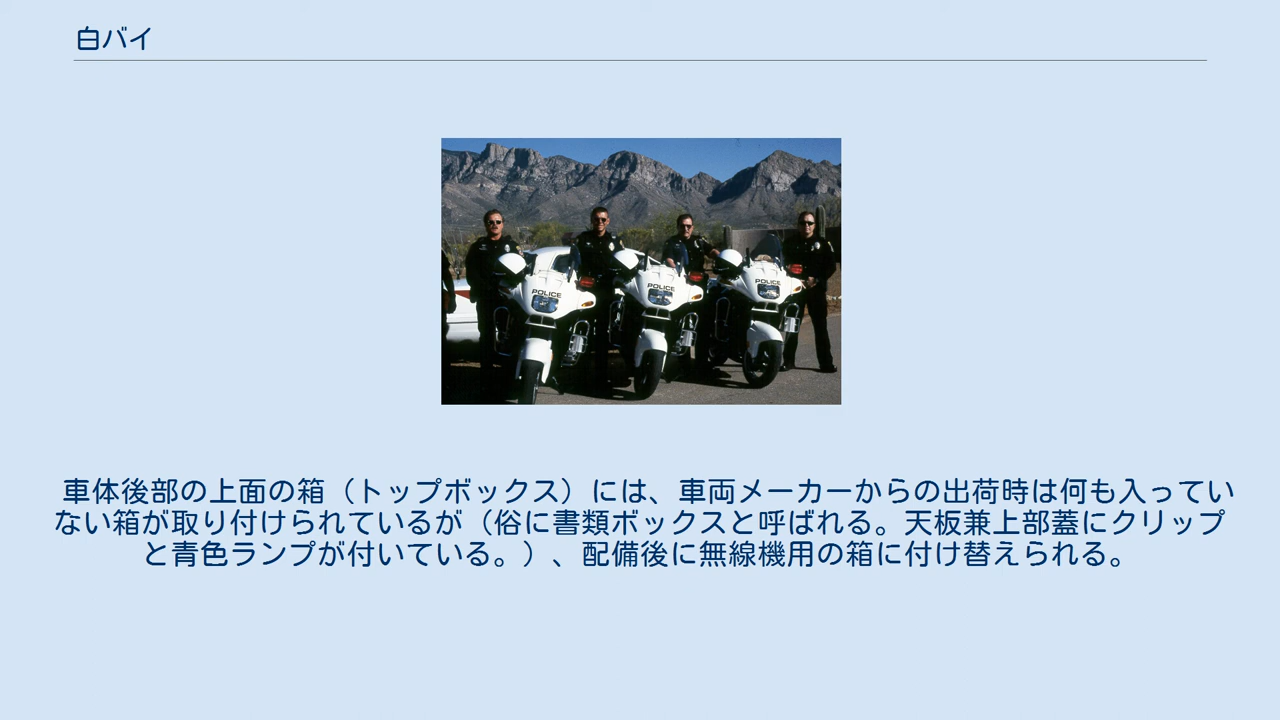 白バイ
POLICE
POLICE
POLICE
車体後部の上面の箱（トップボックス）には、車両メーカーからの出荷時は何も入ってい
ない箱が取り付けられているが（俗に書類ボックスと呼ばれる。天板兼上部蓋にクリップ
と青色ランプが付いている。）、配備後に無線機用の箱に付け替えられる。